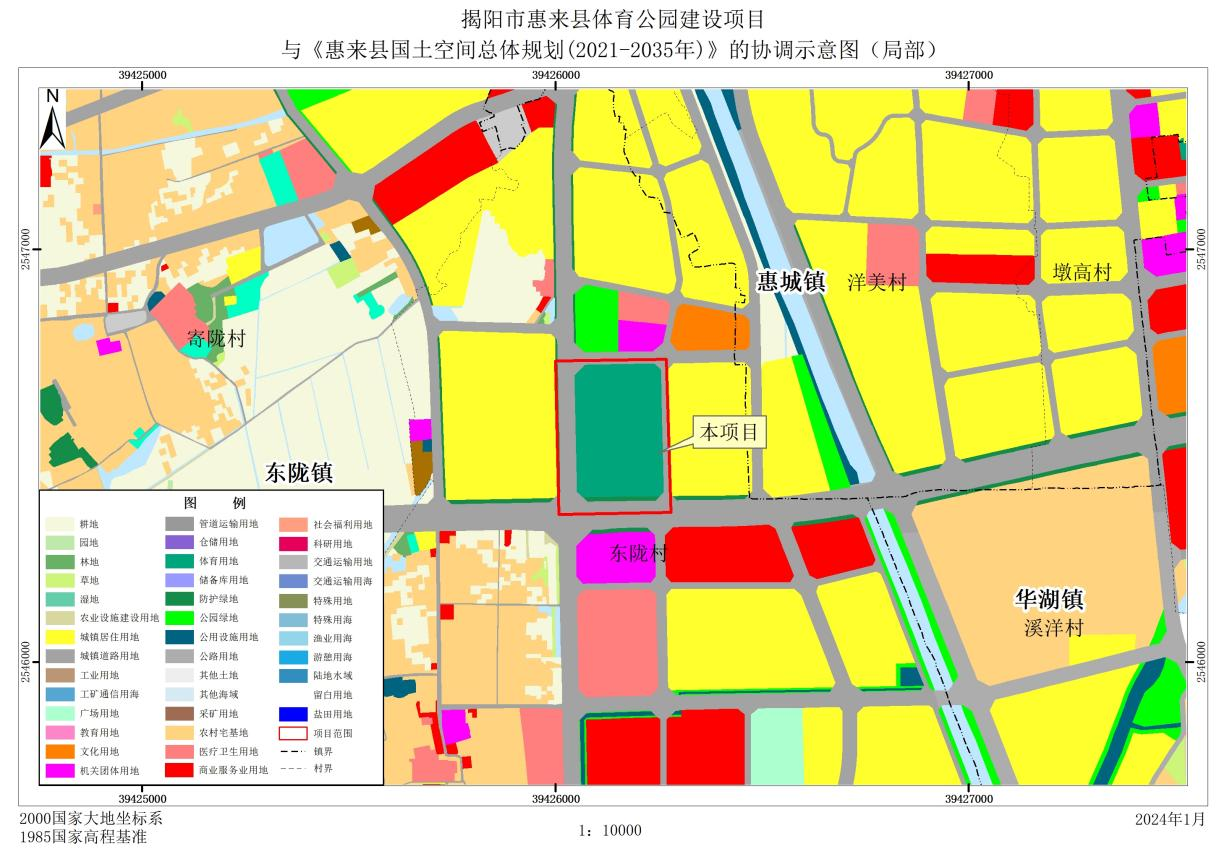 揭阳市惠来县体育公园建设项目
与《惠来县国土空间总体规划(2021-2035年)》的协调示意图（局部）
39425000 39426000 39427000
N
2547000 2547000
惠城镇 洋美村 墩高村
寄陇村
本项目
东陇镇
东陇村
华湖镇
溪洋村
2546000 2546000
图 例
耕地 管道运输用地 社会福利用地
园地 仓储用地 科研用地
林地 体育用地 交通运输用地
草地 储备库用地 交通运输用海
湿地 防护绿地 特殊用地
农业设施建设用地 公园绿地 特殊用海
城镇居住用地 公用设施用地 渔业用海
城镇道路用地 公路用地 游憩用海
工业用地 其他土地 陆地水域
工矿通信用海 其他海域 留白用地
广场用地 采矿用地 盐田用地
教育用地 农村宅基地 项目范围
文化用地 医疗卫生用地 镇界
机关团体用地 商业服务业用地 村界
39425000 39426000 39427000
2000国家大地坐标系
1985国家高程基准
1：10000
2024年1月